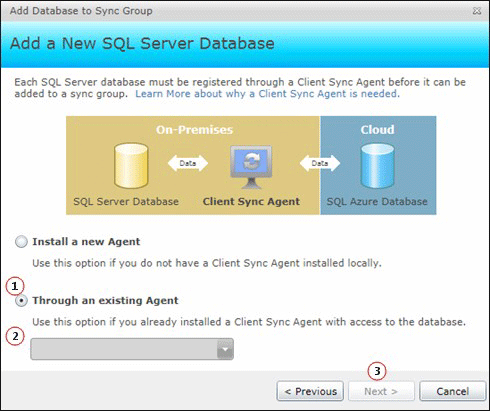 Add Database to Sync Group
Add a New SQL Server Database
Each SQL Server database must be registered through a Client Sync Agent before it can be
added to a sync group. Learn More about why a Client Sync Agent is needed.
On-Premises
Cloud
Data
Data
SQL Server Database
Client Sync Agent
SQL Azure Database
Install a new Agent
Use this option if you do not have a Client Sync Agent installed locally.
1
Through an existing Agent
Use this option if you already installed a Client Sync Agent with access to the database.
2
3
< Previous
Next >
Cancel